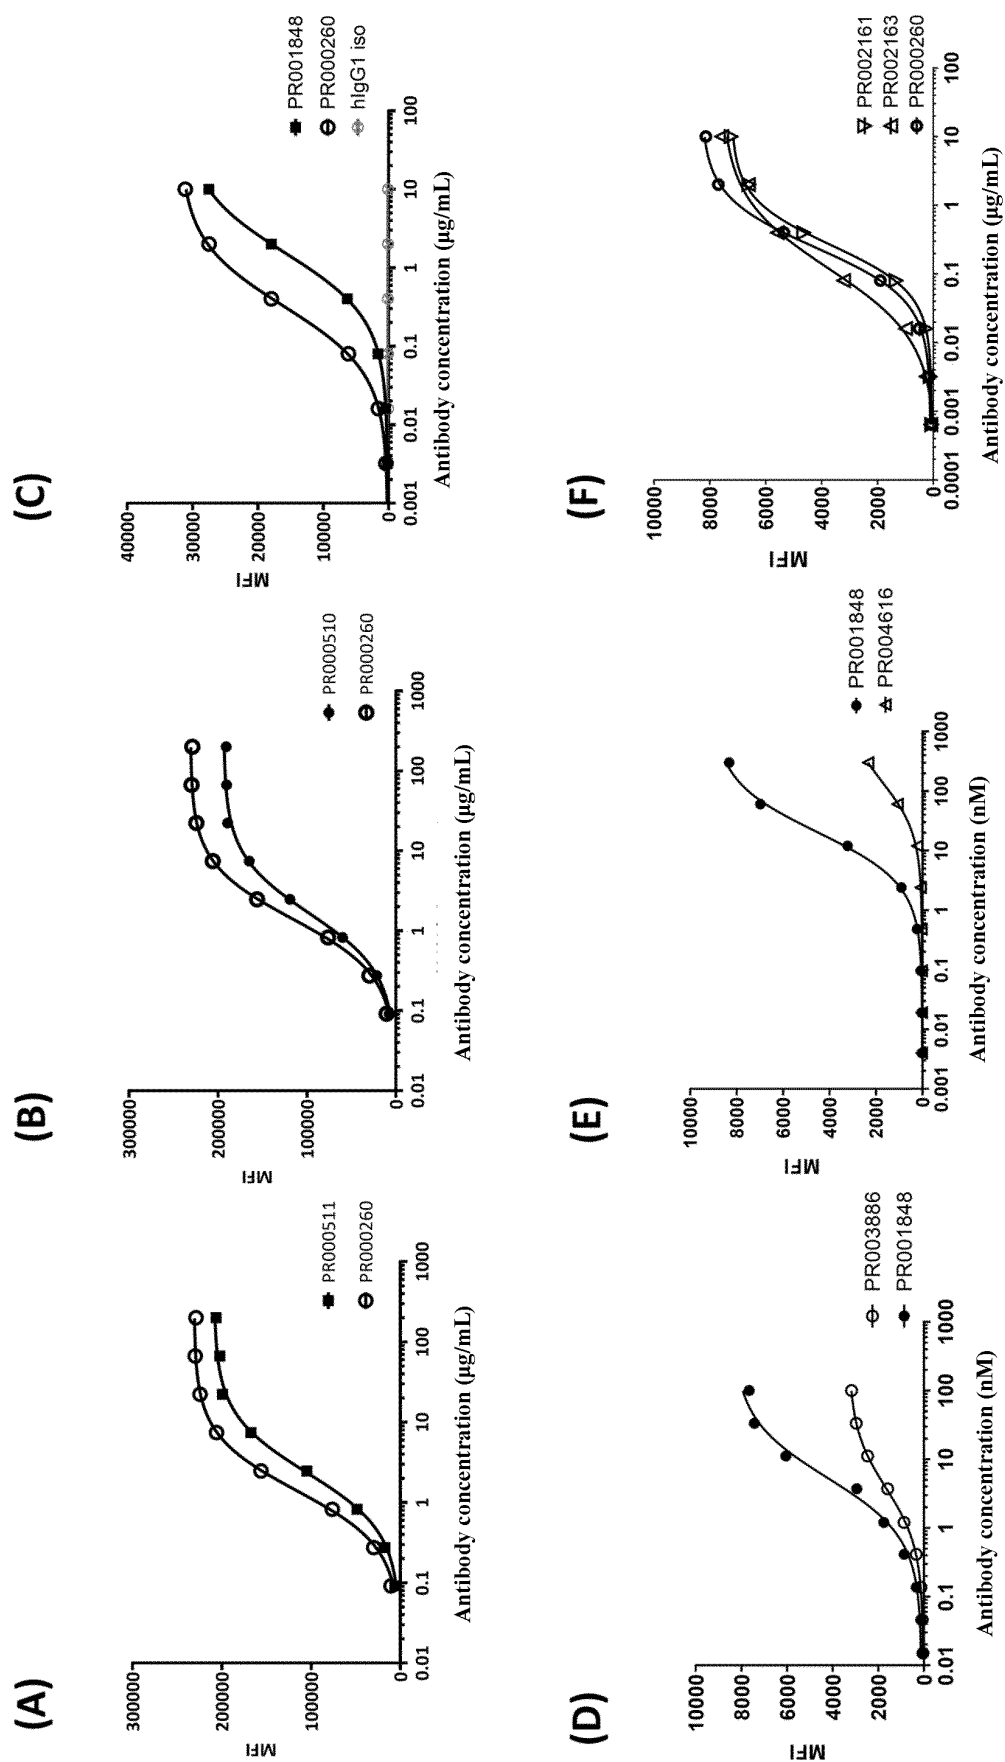 (A)
MFI
300000
200000
100000
0
0.01
0.1
1
10
100
1000
Antibody concentration (μg/mL)
PR000511
PR000260
(B)
MFI
300000
200000
100000
0
0.01
0.1
1
10
100
1000
Antibody concentration (μg/mL)
PR000510
PR000260
(C)
MFI
40000
30000
20000
10000
0
0.001
0.01
0.1
1
10
100
Antibody concentration (μg/mL)
PR001848
PR000260
hIgG1 iso
(D)
MFI
10000
8000
6000
4000
2000
0
0.01
0.1
1
10
100
1000
Antibody concentration (nM)
PR003886
PR001848
(E)
MFI
10000
8000
6000
4000
2000
0
0.001
0.01
0.1
1
10
100
1000
Antibody concentration (nM)
PR001848
PR004616
(F)
MFI
10000
8000
6000
4000
2000
0
0.0001
0.001
0.01
0.1
1
10
100
Antibody concentration (μg/mL)
PR002161
PR002163
PR000260